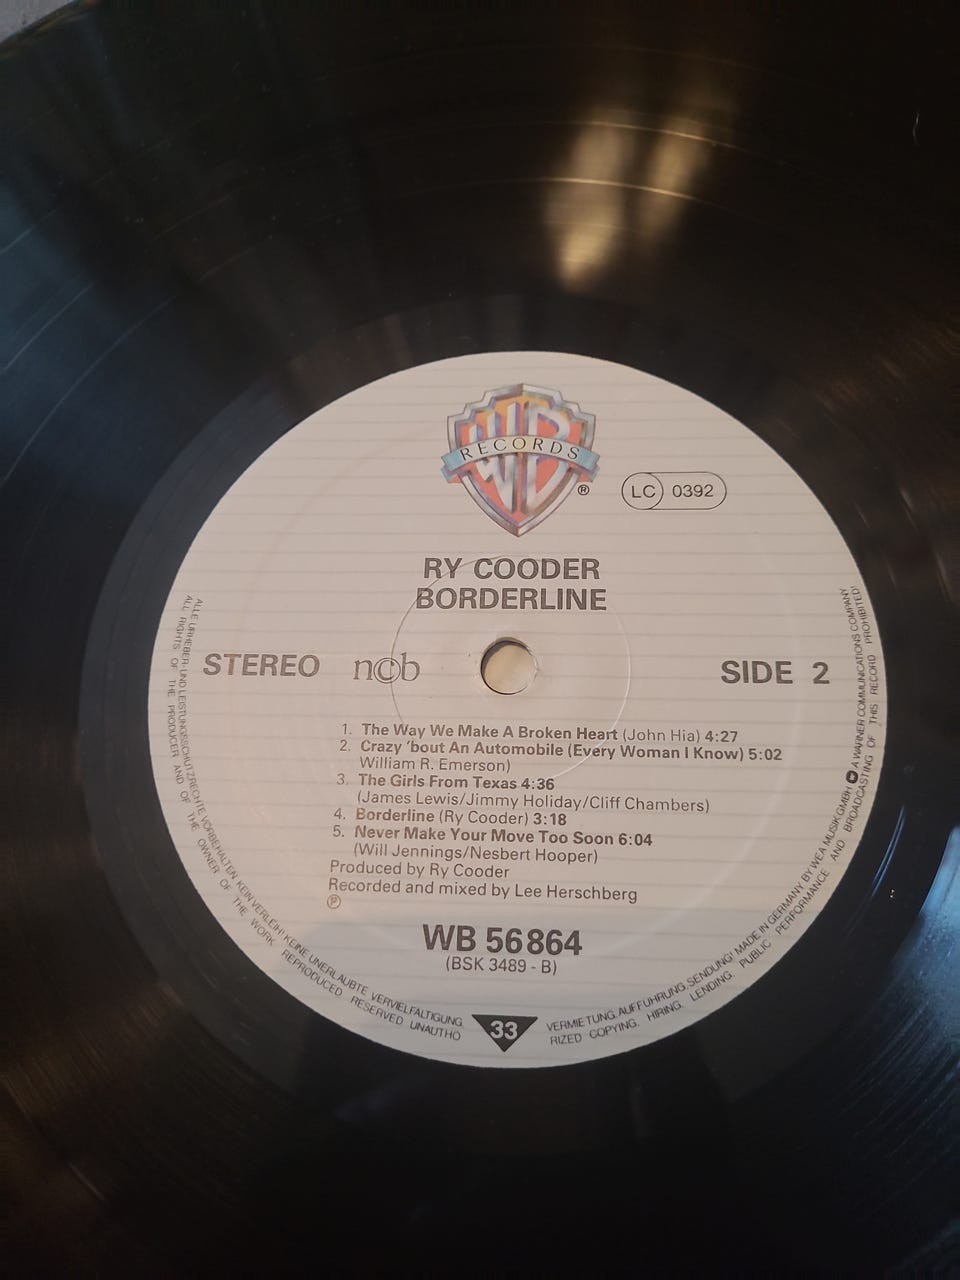 WB
RECORDS
®
LC 0392
RY COODER
BORDERLINE
STEREO n©b SIDE 2
1. The Way We Make A Broken Heart (John Hia) 4:27
2. Crazy 'bout An Automobile (Every Woman I Know) 5:02
William R. Emerson)
3. The Girls From Texas 4:36
(James Lewis/Jimmy Holiday/Cliff Chambers)
4. Borderline (Ry Cooder) 3:18
5. Never Make Your Move Too Soon 6:04
(Will Jennings/Nesbert Hooper)
Produced by Ry Cooder
Recorded and mixed by Lee Herschberg
℗
WB 56 864
(BSK 3489 - B)
33
ALLE URHEBER- UND LEISTUNGSSCHUTZRECHTE VORBEHALTEN KEIN VERLEIH! KEINE UNERLAUBTE VERVIELFALTIGUNG,
VERMIETUNG, AUFFUHRUNG, SENDUNG! MADE IN GERMANY BY WEA MUSIK GMBH A WARNER COMMUNICATIONS COMPANY
ALL RIGHTS OF THE PRODUCER AND OF THE OWNER OF THE WORK REPRODUCED RESERVED UNAUTHO
RIZED COPYING, HIRING, LENDING, PUBLIC PERFORMANCE AND BROADCASTING OF THIS RECORD PROHIBITED!